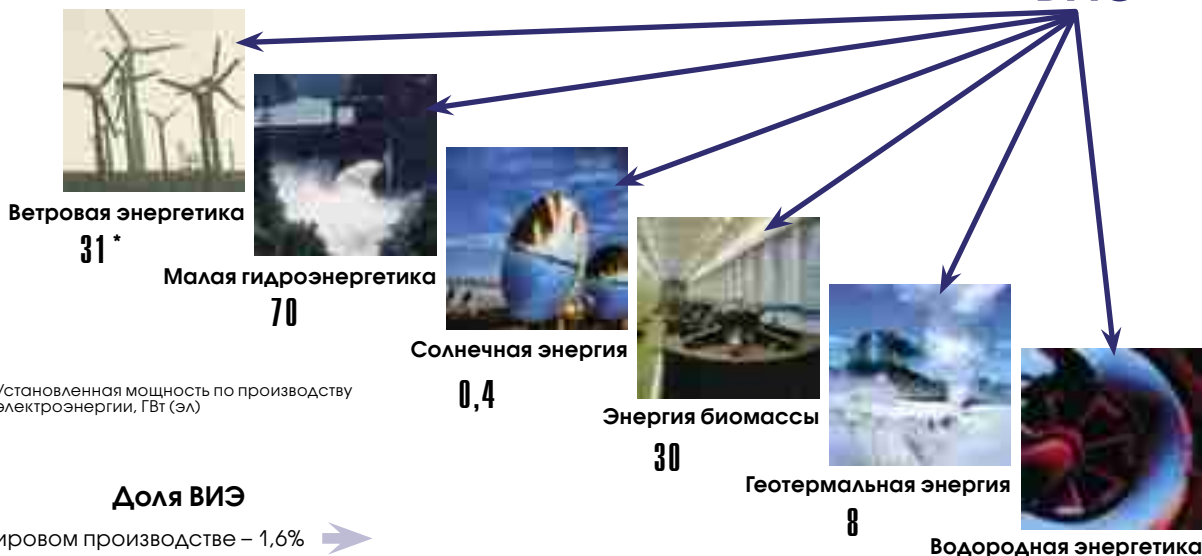 Ветровая энергетика
31 *
Малая гидроэнергетика
70
Солнечная энергия
0,4
Энергия биомассы
30
Геотермальная энергия
8
Водородная энергетика
Установленная мощность по производству
электроэнергии, ГВт (эл)
Доля ВИЭ
ировом производстве – 1,6%